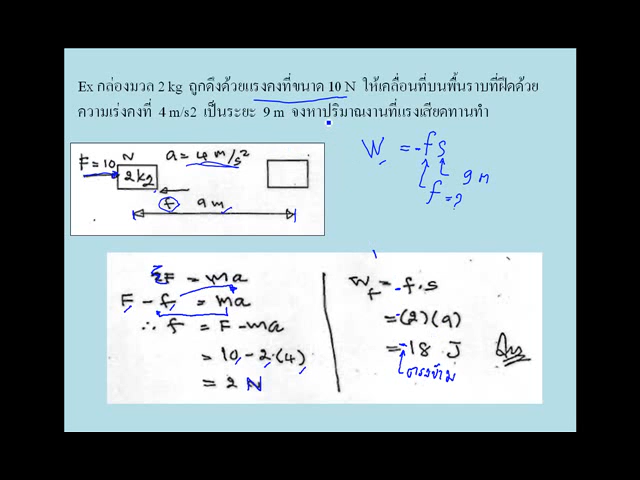 Ex กล่องมวล 2 kg ถูกดึงด้วยแรงคงที่ขนาด 10 N ให้เคลื่อนที่บนพื้นราบที่ฝืดด้วย
ความเร่งคงที่ 4 m/s2 เป็นระยะ 9 m จงหาปริมาณงานที่แรงเสียดทานทำ
W = -fs
9 m
f = ?
F = 10 N
a = 4 m/s²
2 kg
f
9 m
ΣF = ma
F - f = ma
∴ f = F - ma
= 10 - 2(4)
= 2 N
W_f = -f·s
= -(2)(9)
= -18 J Ans
ตรงข้าม